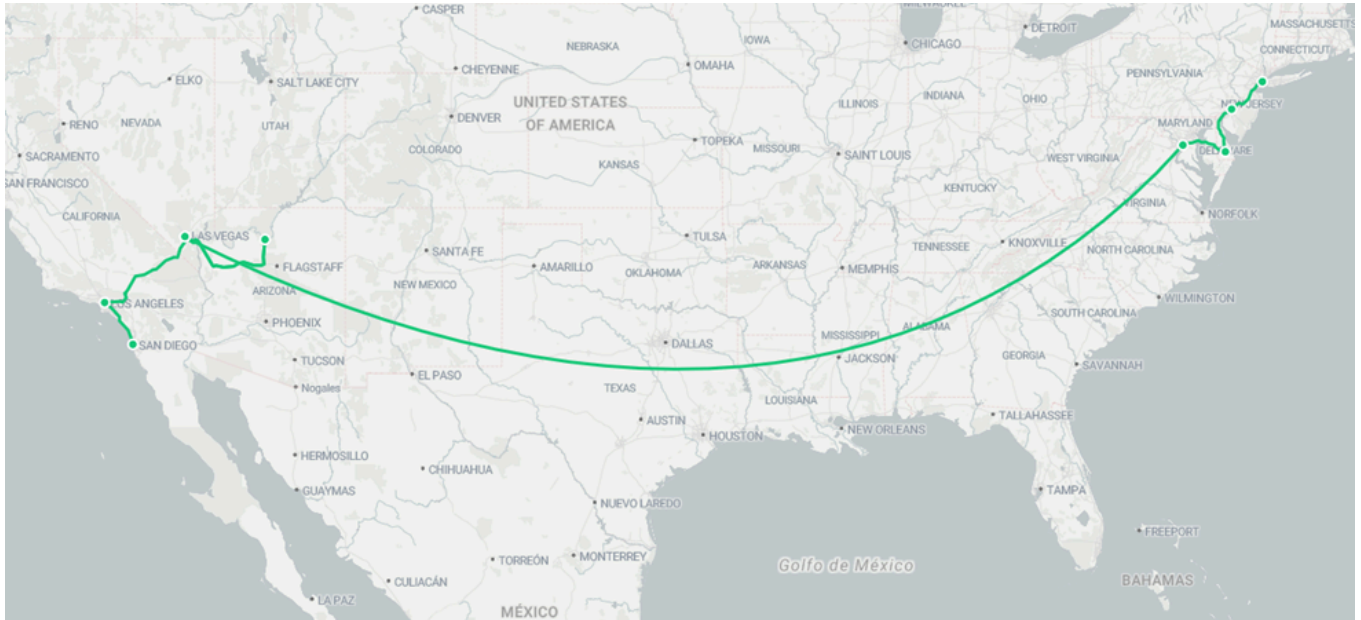 CASPER
MILWAUKEE
DETROIT
MASSACHUSETTS
IOWA
CHICAGO
NEBRASKA
CONNECTICUT
CHEYENNE
OMAHA
PENNSYLVANIA
ELKO
SALT LAKE CITY
ILLINOIS
INDIANA
OHIO
NEW JERSEY
UNITED STATES
OF AMERICA
DENVER
RENO
NEVADA
UTAH
MARYLAND
TOPEKA
MISSOURI
COLORADO
SACRAMENTO
SAINT LOUIS
WEST VIRGINIA
DELAWARE
KANSAS
SAN FRANCISCO
KENTUCKY
VIRGINIA
CALIFORNIA
NORFOLK
LAS VEGAS
TULSA
TENNESSEE
KNOXVILLE
SANTA FE
NORTH CAROLINA
FLAGSTAFF
AMARILLO
OKLAHOMA
ARKANSAS
MEMPHIS
NEW MEXICO
ARIZONA
LOS ANGELES
WILMINGTON
SOUTH CAROLINA
PHOENIX
MISSISSIPPI
ALABAMA
SAN DIEGO
DALLAS
GEORGIA
JACKSON
TUCSON
SAVANNAH
EL PASO
Nogales
TEXAS
LOUISIANA
TALLAHASSEE
AUSTIN
NEW ORLEANS
HOUSTON
HERMOSILLO
CHIHUAHUA
GUAYMAS
TAMPA
NUEVO LAREDO
FREEPORT
TORREÓN
MONTERREY
Golfo de México
CULIACÁN
BAHAMAS
LA PAZ
MÉXICO